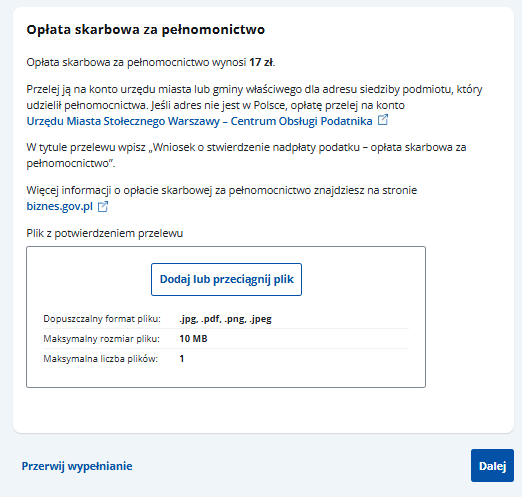 Opłata skarbowa za pełnomonictwo
Opłata skarbowa za pełnomocnictwo wynosi 17 zł.
Przelej ją na konto urzędu miasta lub gminy właściwego dla adresu siedziby podmiotu, który
udzielił pełnomocnictwa. Jeśli adres nie jest w Polsce, opłatę przelej na konto
Urzędu Miasta Stołecznego Warszawy – Centrum Obsługi Podatnika
W tytule przelewu wpisz „Wniosek o stwierdzenie nadpłaty podatku – opłata skarbowa za
pełnomocnictwo”.
Więcej informacji o opłacie skarbowej za pełnomocnictwo znajdziesz na stronie
biznes.gov.pl
Plik z potwierdzeniem przelewu
Dodaj lub przeciągnij plik
Dopuszczalny format pliku: .jpg, .pdf, .png, .jpeg
Maksymalny rozmiar pliku: 10 MB
Maksymalna liczba plików: 1
Przerwij wypełnianie
Dalej